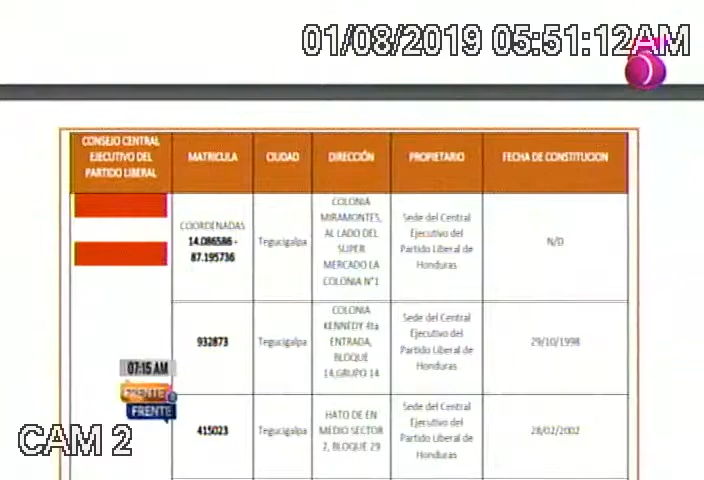 01/08/2019 05:51:12AM
CONSEJO CENTRAL
EJECUTIVO DEL
PARTIDO LIBERAL
MATRICULA
CIUDAD
DIRECCIÓN
PROPIETARIO
FECHA DE CONSTITUCION
COORDENADAS
14.086586 -
87.195736
Tegucigalpa
COLONIA
MIRAMONTES,
AL LADO DEL
SUPER
MERCADO LA
COLONIA N°1
Sede del Central
Ejecutivo del
Partido Liberal de
Honduras
N/D
932873
Tegucigalpa
COLONIA
KENNEDY 4ta
ENTRADA,
BLOQUE
14,GRUPO 14
Sede del Central
Ejecutivo del
Partido Liberal de
Honduras
29/10/1998
415023
Tegucigalpa
HATO DE EN
MEDIO SECTOR
2, BLOQUE 29
Sede del Central
Ejecutivo del
Partido Liberal de
Honduras
28/02/2002
07:15 AM
FRENTE
FRENTE
CAM 2